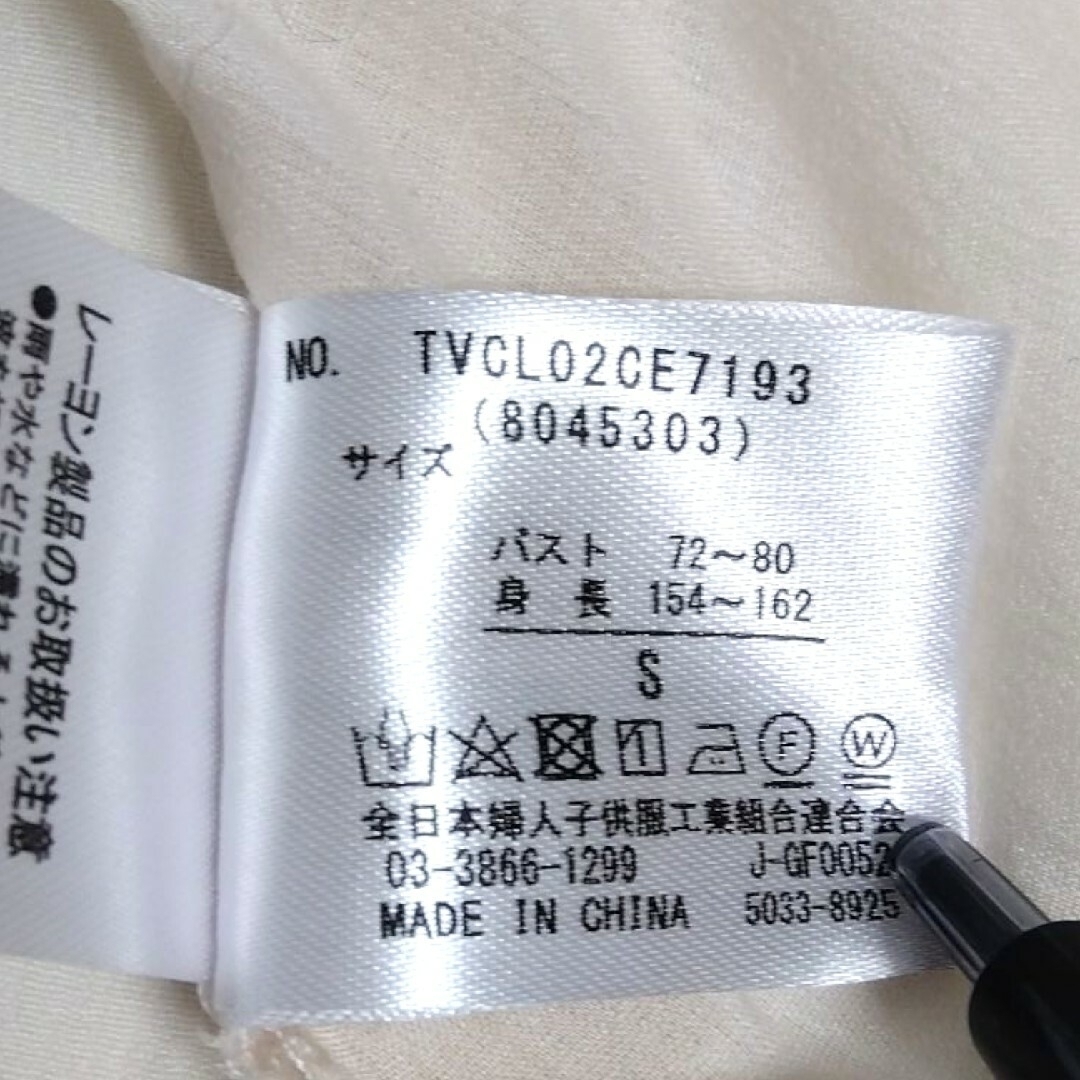 NO. TVCL02CE7193
(8045303)
サイズ
バスト 72～80
身 長 154～162
S
F W
全日本婦人子供服工業組合連合会
03-3866-1299 J-GF0052
MADE IN CHINA 5033-8925
レーヨン製品のお取扱い注意
●雨や水などに濡れる